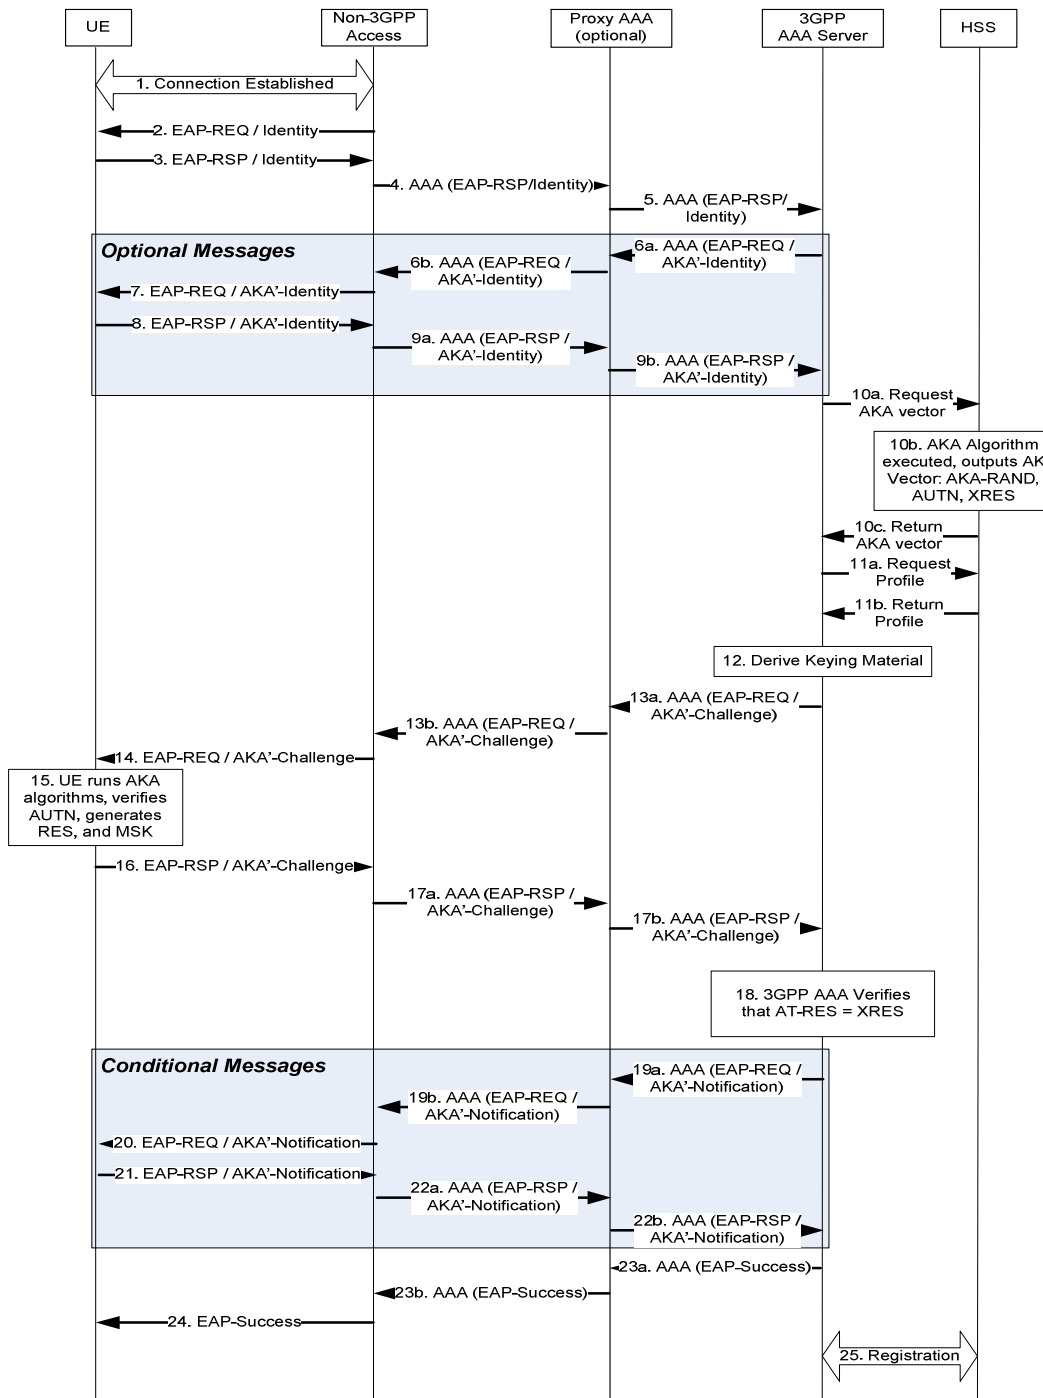 UE
Non-3GPP
Access
Proxy AAA
(optional)
3GPP
AAA Server
HSS
1. Connection Established
2. EAP-REQ / Identity
3. EAP-RSP / Identity
4. AAA (EAP-RSP/Identity)
5. AAA (EAP-RSP/
Identity)
Optional Messages
6a. AAA (EAP-REQ /
AKA'-Identity)
6b. AAA (EAP-REQ /
AKA'-Identity)
7. EAP-REQ / AKA'-Identity
8. EAP-RSP / AKA'-Identity
9a. AAA (EAP-RSP /
AKA'-Identity)
9b. AAA (EAP-RSP /
AKA'-Identity)
10a. Request
AKA vector
10b. AKA Algorithm
executed, outputs AK
Vector: AKA-RAND,
AUTN, XRES
10c. Return
AKA vector
11a. Request
Profile
11b. Return
Profile
12. Derive Keying Material
13a. AAA (EAP-REQ /
AKA'-Challenge)
13b. AAA (EAP-REQ /
AKA'-Challenge)
14. EAP-REQ / AKA'-Challenge
15. UE runs AKA
algorithms, verifies
AUTN, generates
RES, and MSK
16. EAP-RSP / AKA'-Challenge
17a. AAA (EAP-RSP /
AKA'-Challenge)
17b. AAA (EAP-RSP /
AKA'-Challenge)
18. 3GPP AAA Verifies
that AT-RES = XRES
Conditional Messages
19a. AAA (EAP-REQ /
AKA'-Notification)
19b. AAA (EAP-REQ /
AKA'-Notification)
20. EAP-REQ / AKA'-Notification
21. EAP-RSP / AKA'-Notification
22a. AAA (EAP-RSP /
AKA'-Notification)
22b. AAA (EAP-RSP /
AKA'-Notification)
23a. AAA (EAP-Success)
23b. AAA (EAP-Success)
24. EAP-Success
25. Registration